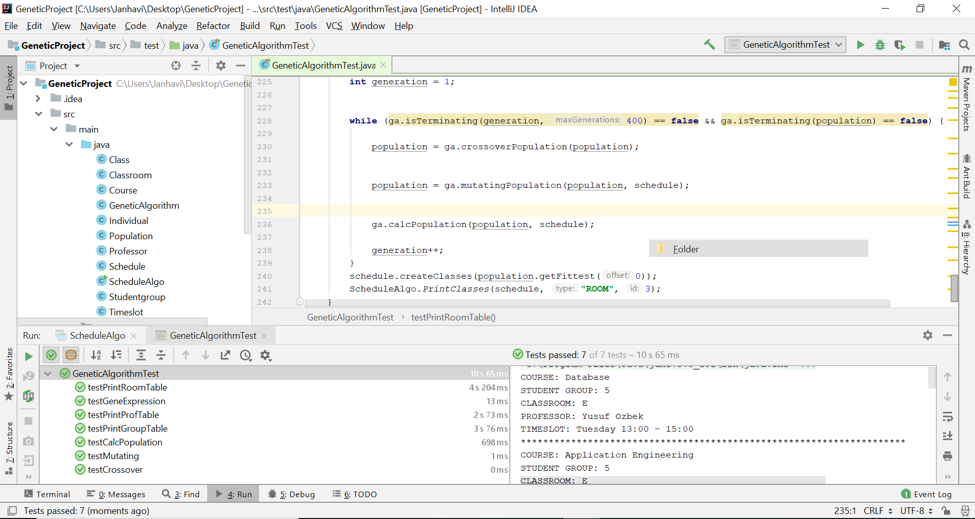 GeneticProject [C:\Users\Janhavi\Desktop\GeneticProject] - ...\src\test\java\GeneticAlgorithmTest.java [GeneticProject] - IntelliJ IDEA
File Edit View Navigate Code Analyze Refactor Build Run Tools VCS Window Help
GeneticProject src test java GeneticAlgorithmTest GeneticAlgorithmTest
1: Project
Project
GeneticProject C:\Users\Janhavi\Desktop\Genetic
.idea
src
main
java
Class
Classroom
Course
GeneticAlgorithm
Individual
Population
Professor
Schedule
ScheduleAlgo
Studentgroup
Timeslot
GeneticAlgorithmTest.java
225 int generation = 1;
226
227
228 while (ga.isTerminating(generation, maxGenerations: 400) == false && ga.isTerminating(population) == false) {
229
230 population = ga.crossoverPopulation(population);
231
232
233 population = ga.mutatingPopulation(population, schedule);
234
235
236 ga.calcPopulation(population, schedule);
237
238 generation++;
239 }
240 schedule.createClasses(population.getFittest( offset: 0));
241 ScheduleAlgo.PrintClasses(schedule, type: "ROOM", id: 3);
242 }
Folder
GeneticAlgorithmTest testPrintRoomTable()
Maven Projects
Ant Build
8: Hierarchy
Run: ScheduleAlgo GeneticAlgorithmTest
Tests passed: 7 of 7 tests – 10 s 65 ms
GeneticAlgorithmTest 10 s 65 ms
testPrintRoomTable 4 s 204 ms
testGeneExpression 13 ms
testPrintProfTable 2 s 73 ms
testPrintGroupTable 3 s 76 ms
testCalcPopulation 698 ms
testMutating 1 ms
testCrossover 0 ms
COURSE: Database
STUDENT GROUP: 5
CLASSROOM: E
PROFESSOR: Yusuf Ozbek
TIMESLOT: Tuesday 13:00 - 15:00
COURSE: Application Engineering
STUDENT GROUP: 5
CLASSROOM: E
2: Favorites
7: Structure
Terminal 0: Messages 3: Find 4: Run 5: Debug 6: TODO 1 Event Log
Tests passed: 7 (moments ago) 235:1 CRLF UTF-8